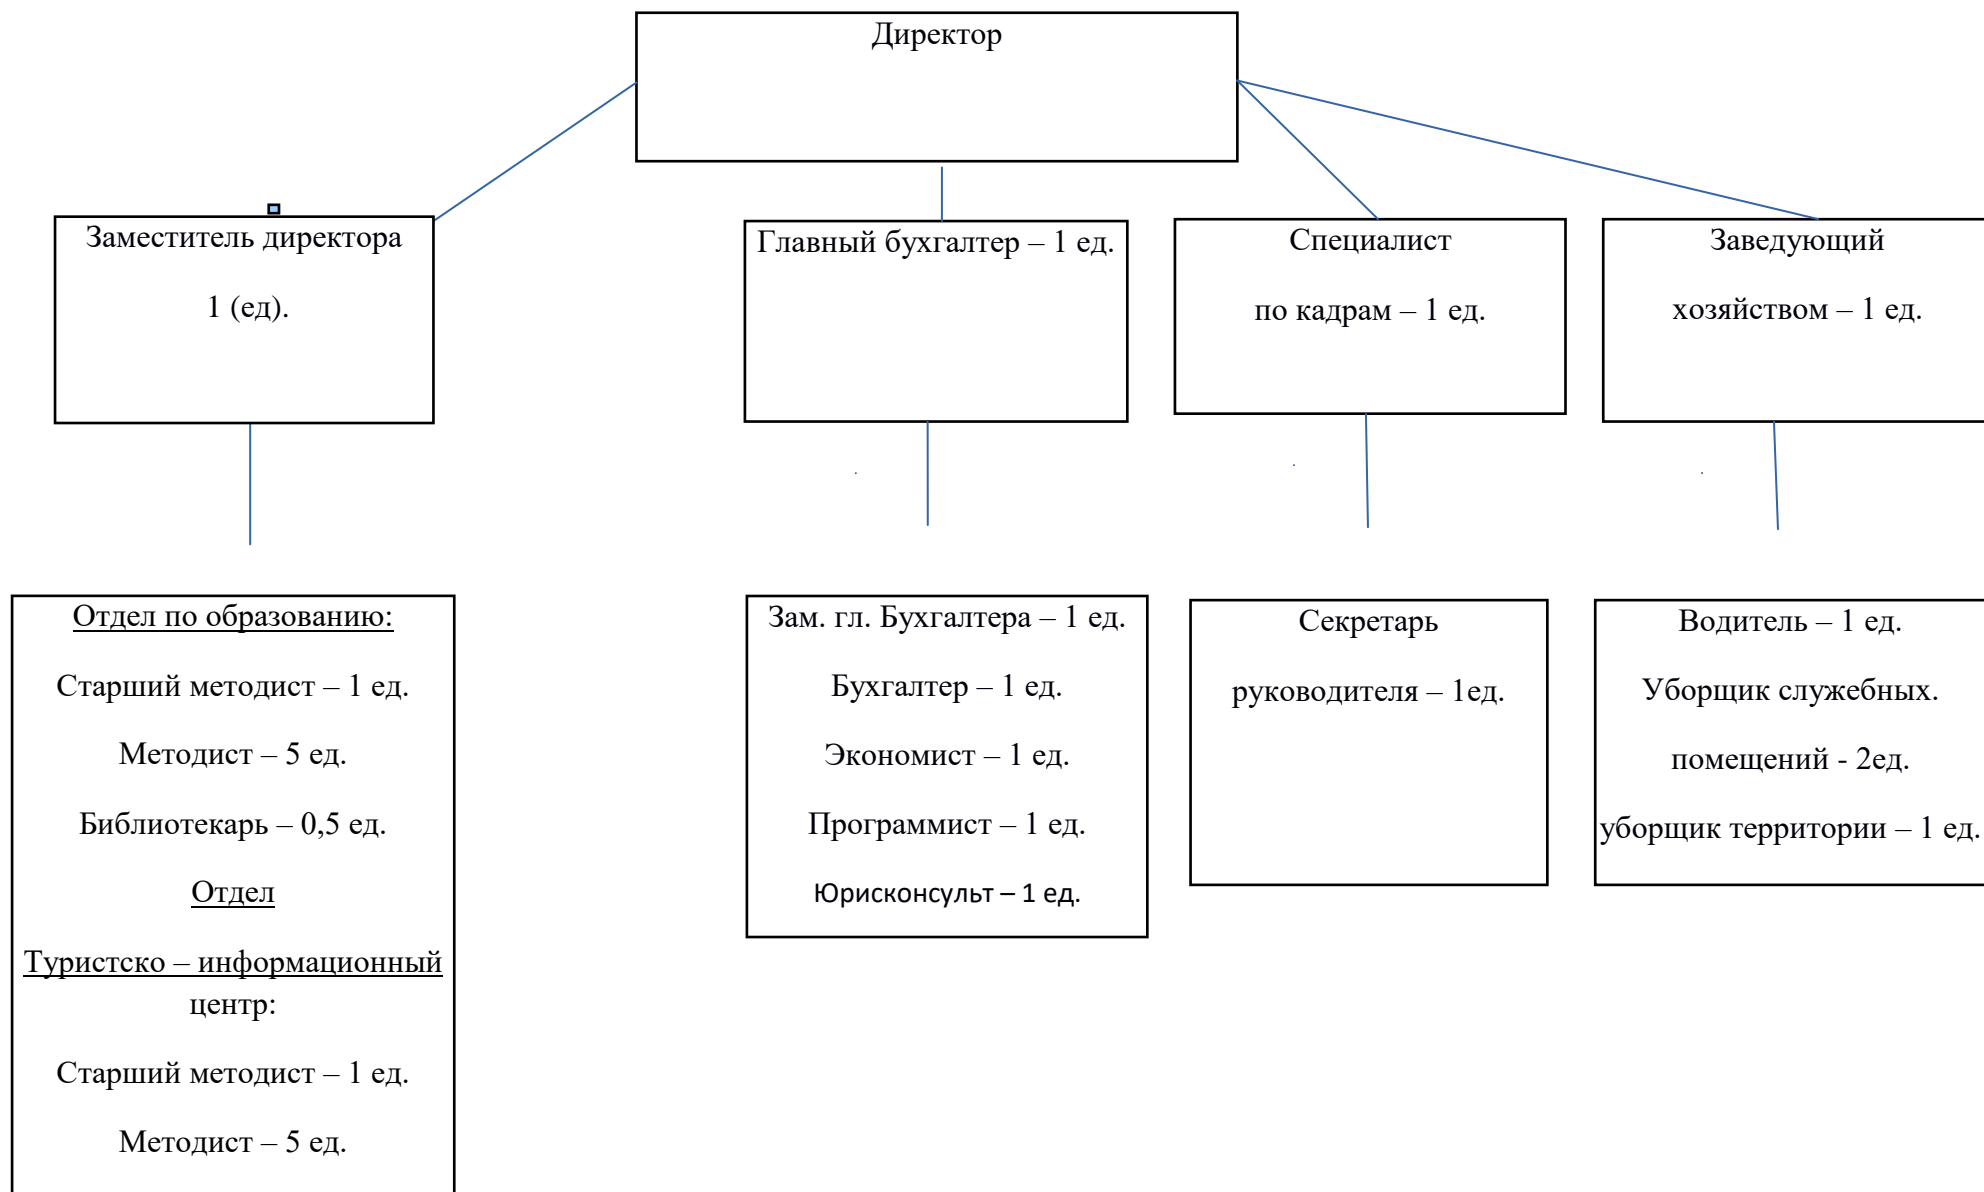 Директор
Заместитель директора
1 (ед).
Главный бухгалтер – 1 ед.
Специалист
по кадрам – 1 ед.
Заведующий
хозяйством – 1 ед.
Отдел по образованию:
Старший методист – 1 ед.
Методист – 5 ед.
Библиотекарь – 0,5 ед.
Отдел
Туристско – информационный
центр:
Старший методист – 1 ед.
Методист – 5 ед.
Зам. гл. Бухгалтера – 1 ед.
Бухгалтер – 1 ед.
Экономист – 1 ед.
Программист – 1 ед.
Юрисконсульт – 1 ед.
Секретарь
руководителя – 1ед.
Водитель – 1 ед.
Уборщик служебных.
помещений - 2ед.
уборщик территории – 1 ед.